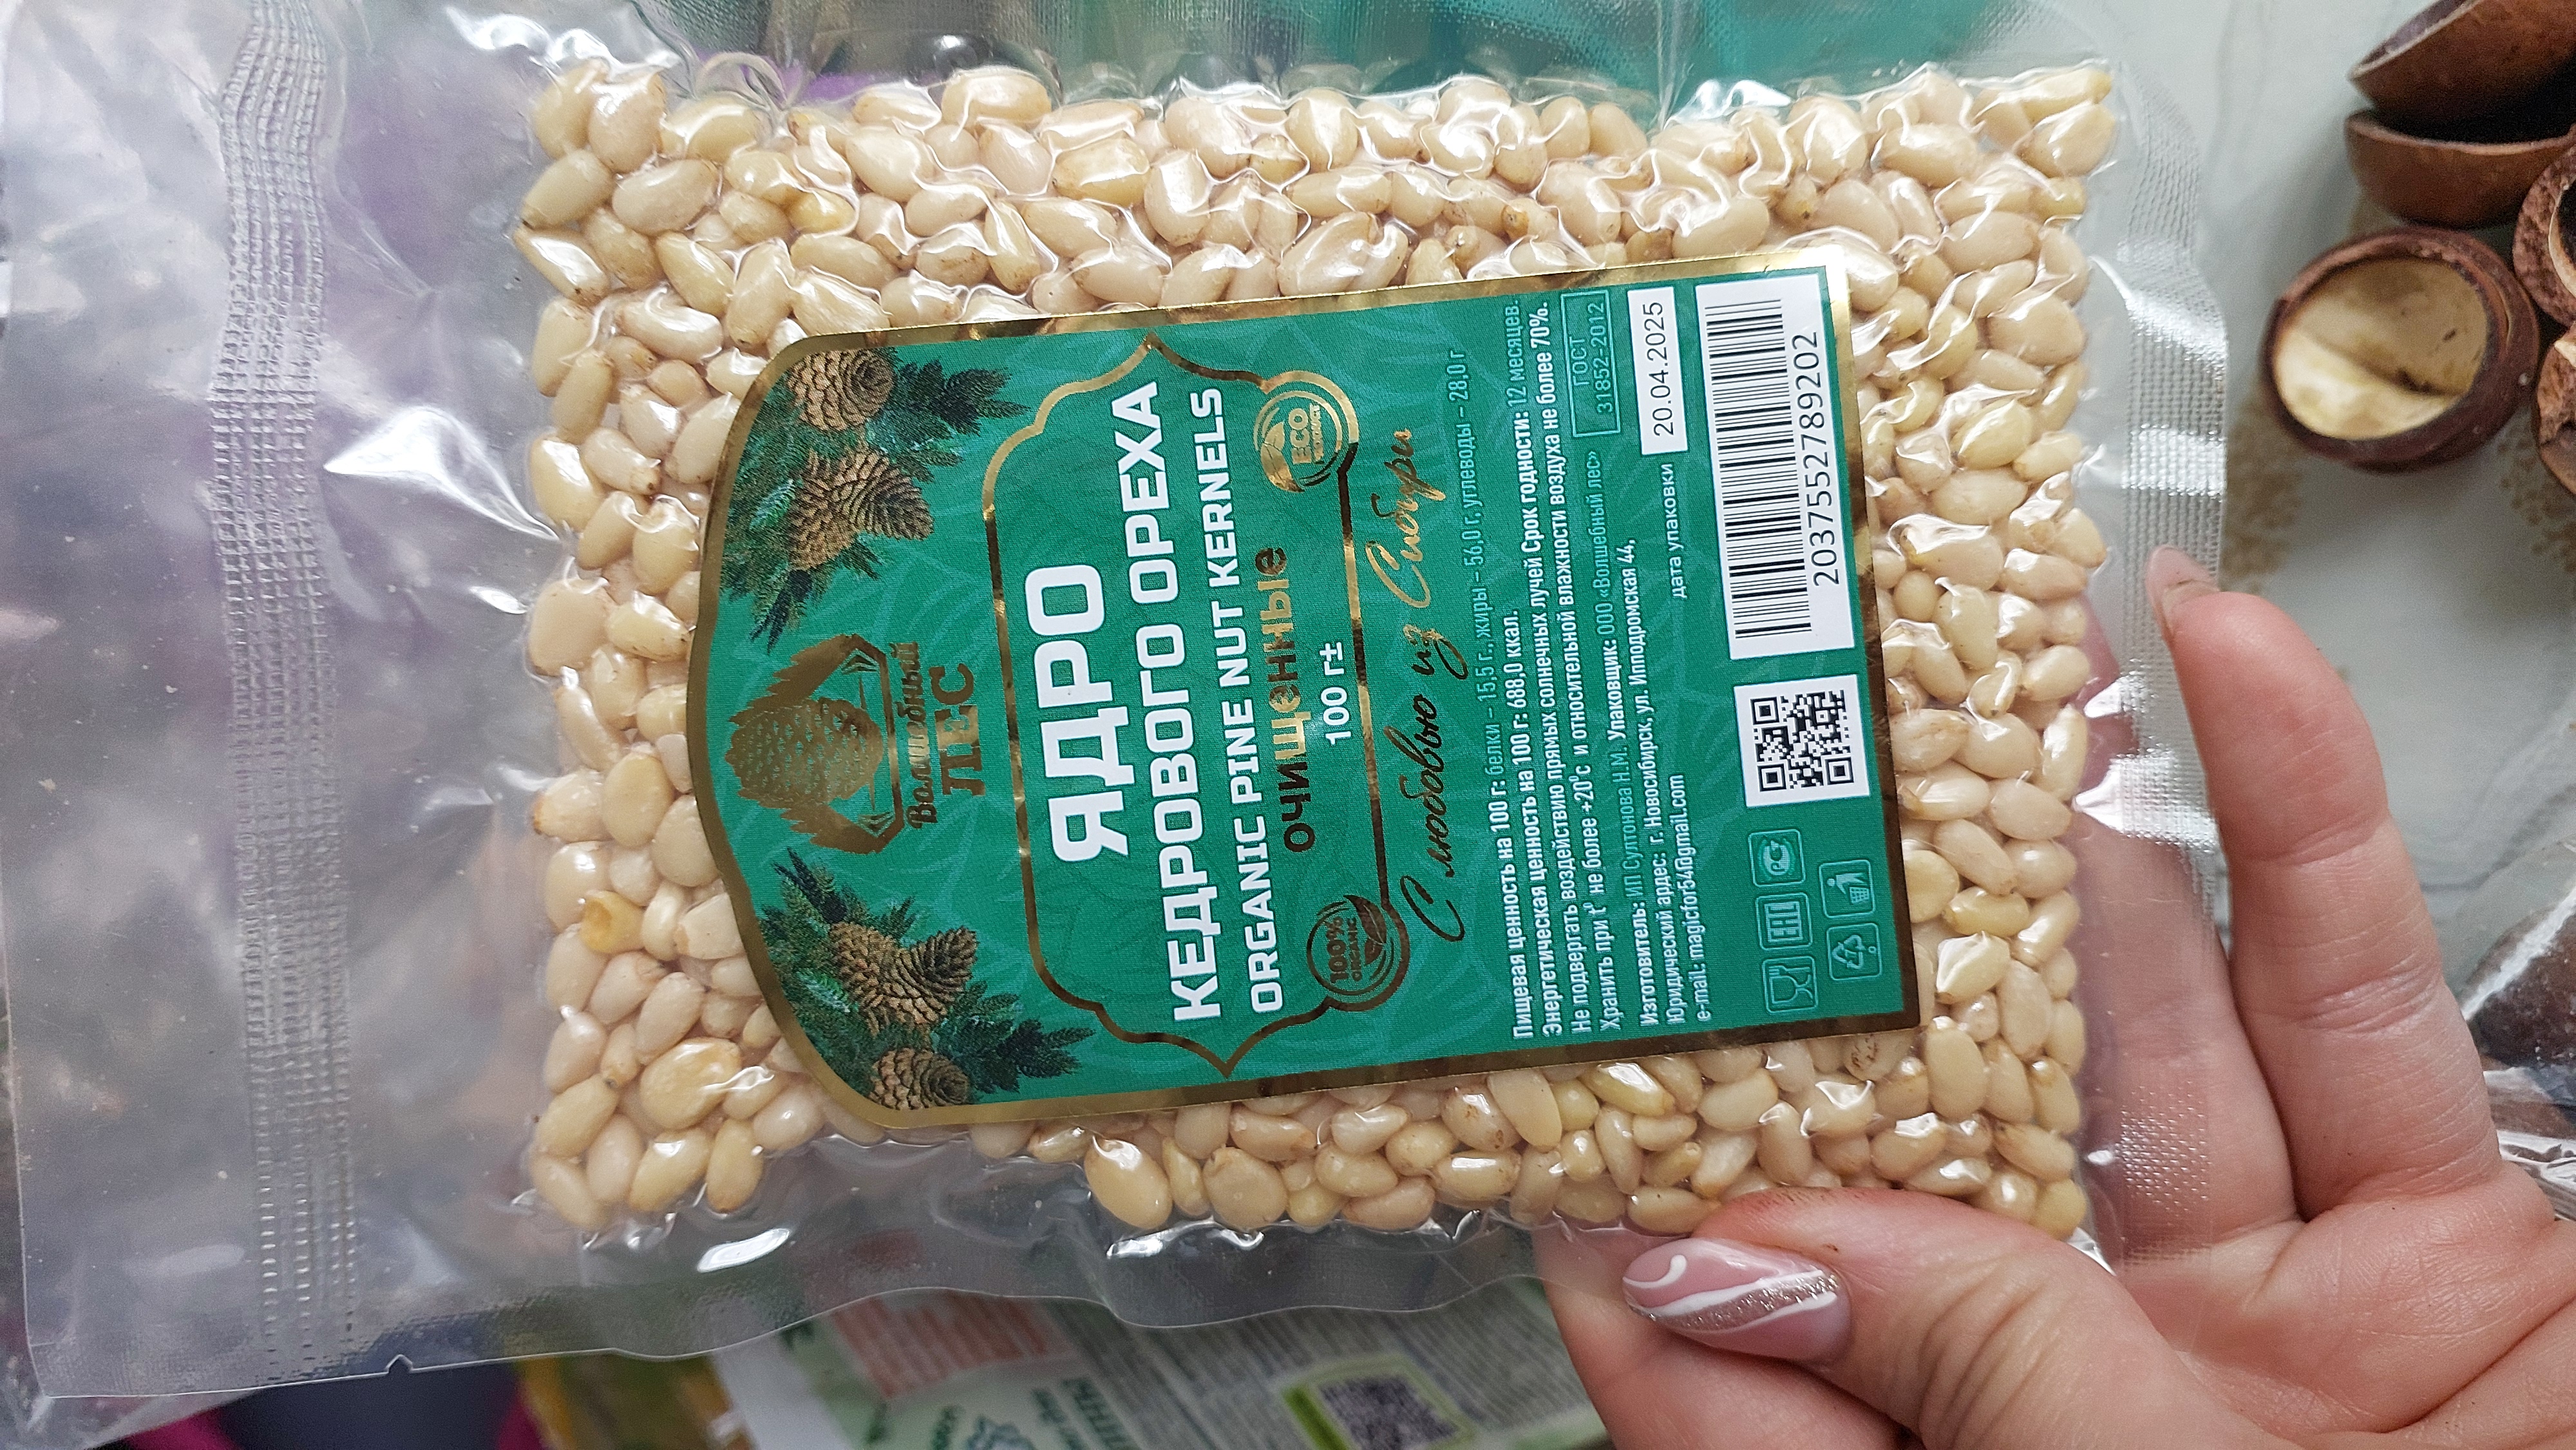 Волшебный
ЛЕС
ЯДРО
КЕДРОВОГО ОРЕХА
ORGANIC PINE NUT KERNELS
очищенные
100 г±
100%
ORGANIC
ECO
PRODUCT
С любовью из Сибири
Пищевая ценность на 100 г: белки – 15,5 г., жиры – 56,0 г, углеводы – 28,0 г
Энергетическая ценность на 100 г: 688,0 ккал.
Не подвергать воздействию прямых солнечных лучей Срок годности: 12 месяцев.
Хранить при t° не более +20°с и относительной влажности воздуха не более 70%.
Изготовитель: ИП Султонова Н.М. Упаковщик: ООО «Волшебный лес»
Юридический ардес: г. Новосибирск, ул. Ипподромская 44,
e-mail: magicfor54@gmail.com
ГОСТ
31852-2012
дата упаковки
20.04.2025
EAC
РСТ
2037552789202